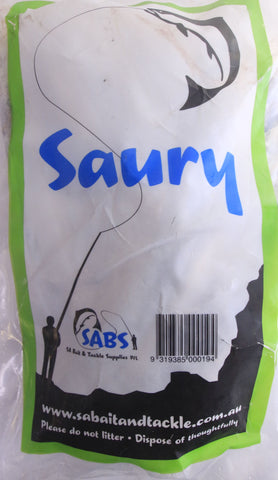 Saury
SABS
SA Bait & Tackle Supplies P/L
9 319385 000194
www.sabaitandtackle.com.au
Please do not litter • Dispose of thoughtfully